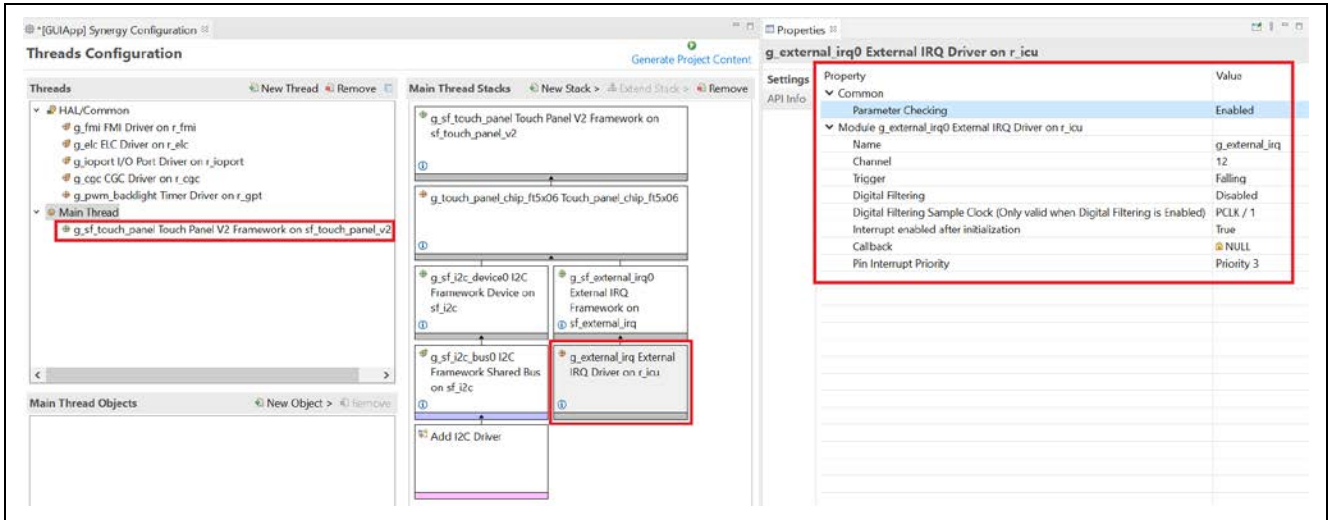 *[GUIApp] Synergy Configuration
Threads Configuration
Generate Project Content
Threads
New Thread
Remove
HAL/Common
g_fmi FMI Driver on r_fmi
g_elc ELC Driver on r_elc
g_ioport I/O Port Driver on r_ioport
g_cgc CGC Driver on r_cgc
g_pwm_backlight Timer Driver on r_gpt
Main Thread
g_sf_touch_panel Touch Panel V2 Framework on sf_touch_panel_v2
Main Thread Objects
New Object >
Remove
Main Thread Stacks
New Stack >
Extend Stack >
Remove
g_sf_touch_panel Touch Panel V2 Framework on
sf_touch_panel_v2
g_touch_panel_chip_ft5x06 Touch_panel_chip_ft5x06
g_sf_i2c_device0 I2C
Framework Device on
sf_i2c
g_sf_external_irq0
External IRQ
Framework on
sf_external_irq
g_sf_i2c_bus0 I2C
Framework Shared Bus
on sf_i2c
g_external_irq External
IRQ Driver on r_icu
Add I2C Driver
Properties
g_external_irq0 External IRQ Driver on r_icu
Settings
API Info
Property Value
Common
Parameter Checking Enabled
Module g_external_irq0 External IRQ Driver on r_icu
Name g_external_irq
Channel 12
Trigger Falling
Digital Filtering Disabled
Digital Filtering Sample Clock (Only valid when Digital Filtering is Enabled) PCLK / 1
Interrupt enabled after initialization True
Callback NULL
Pin Interrupt Priority Priority 3